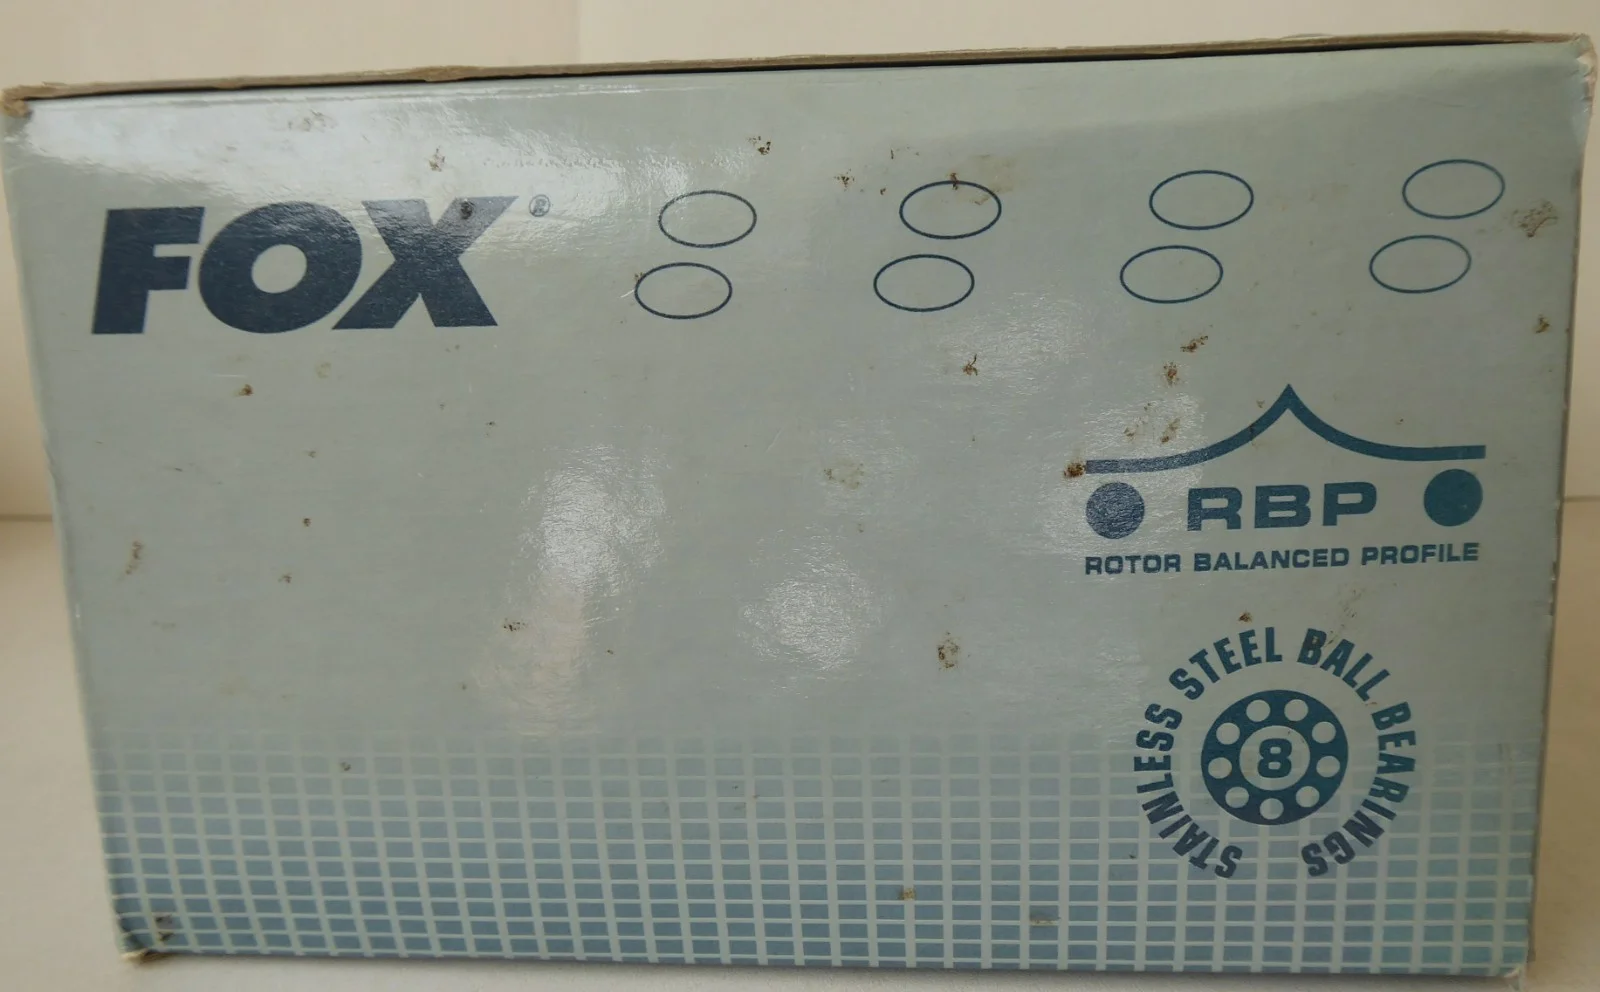 FOX®
RBP
ROTOR BALANCED PROFILE
STAINLESS STEEL BALL BEARINGS
8